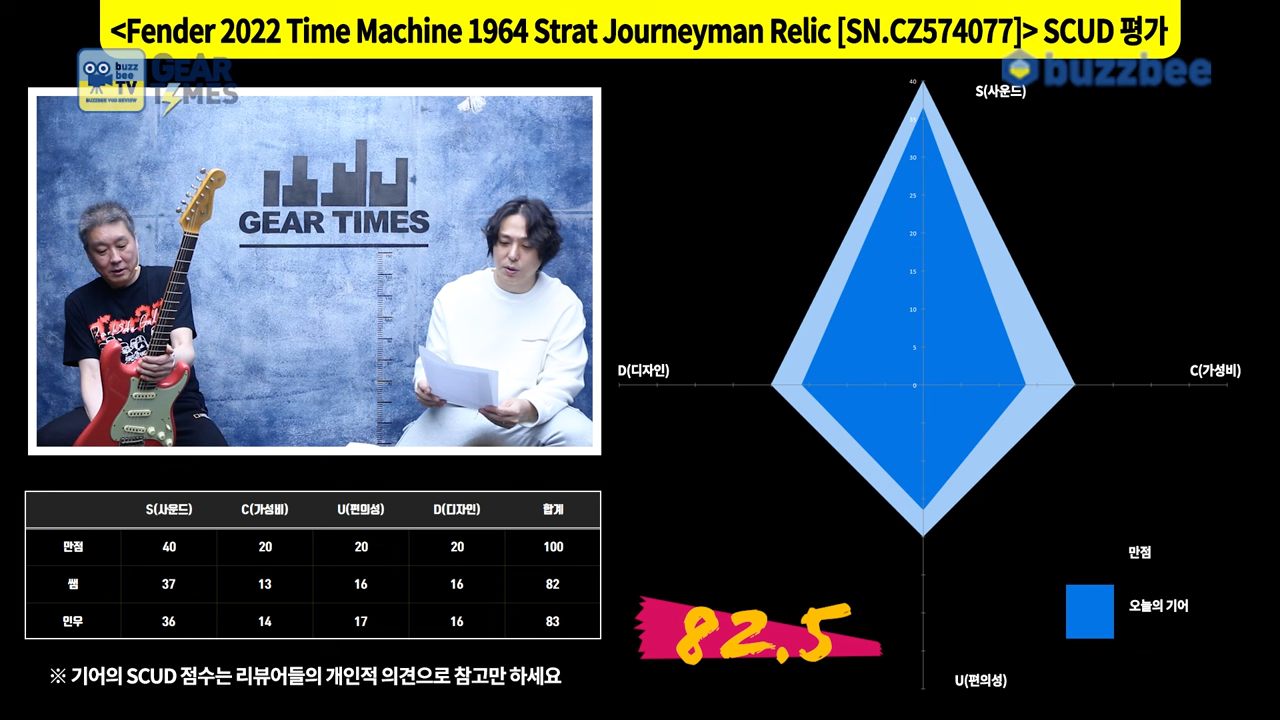 <Fender 2022 Time Machine 1964 Strat Journeyman Relic [SN.CZ574077]> SCUD 평가
buzz
bee
TV
BUZZBEE YOU REVIEW
GEAR
TIMES
buzzbee
GEAR TIMES
S(사운드)
40
35
30
25
20
15
10
5
0
D(디자인)
C(가성비)
U(편의성)
만점
오늘의 기어
S(사운드) C(가성비) U(편의성) D(디자인) 합계
만점 40 20 20 20 100
쌤 37 13 16 16 82
민우 36 14 17 16 83
82.5
※ 기어의 SCUD 점수는 리뷰어들의 개인적 의견으로 참고만 하세요